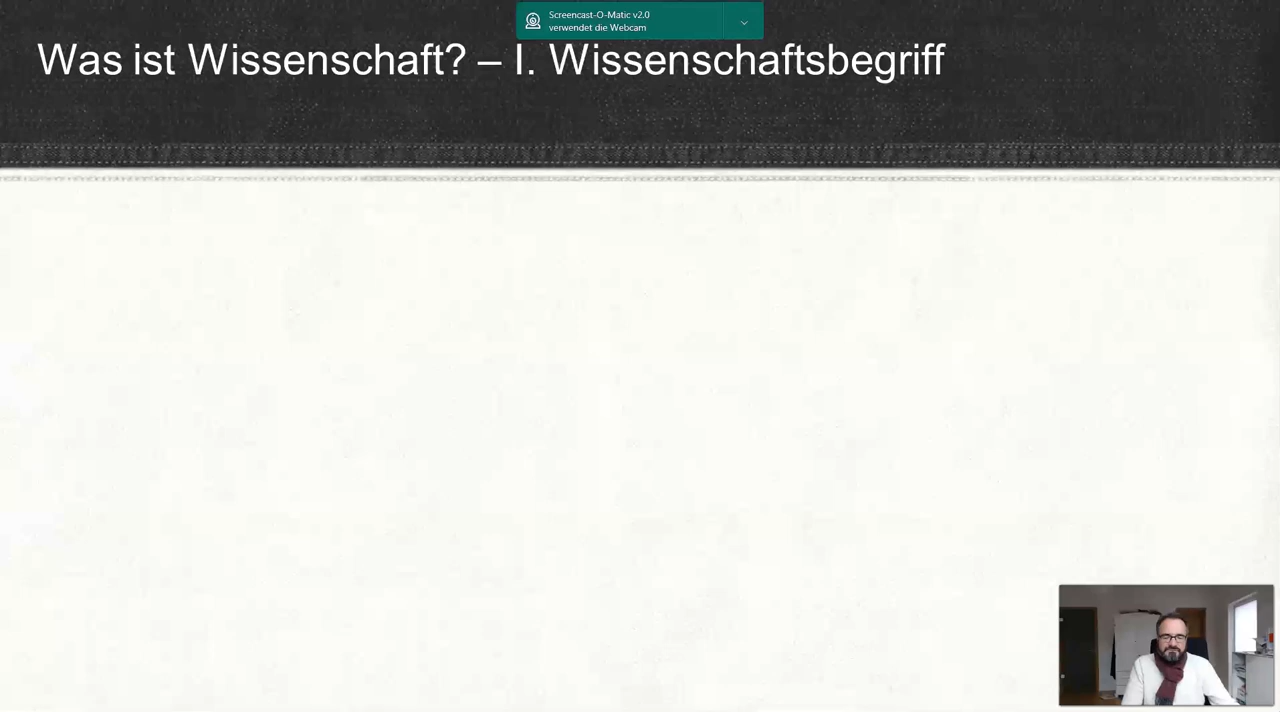 Screencast-O-Matic v2.0
verwendet die Webcam
Was ist Wissenschaft? – I. Wissenschaftsbegriff